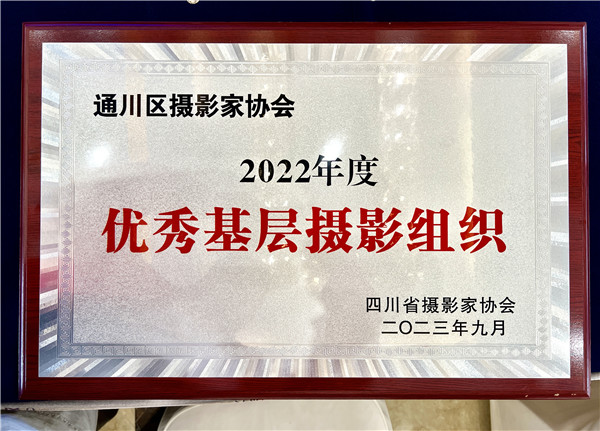 通川区摄影家协会
2022年度
优秀基层摄影组织
四川省摄影家协会
二〇二三年九月